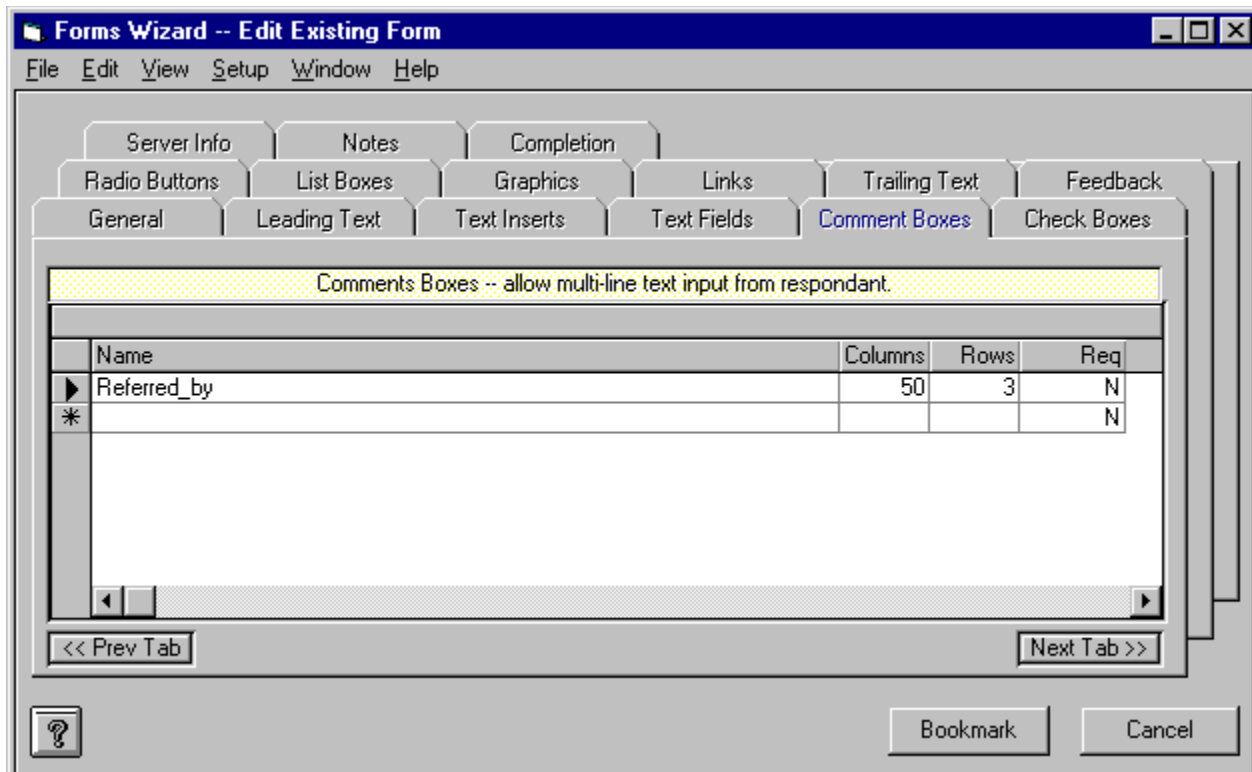 Forms Wizard -- Edit Existing Form
File Edit View Setup Window Help
Server Info Notes Completion
Radio Buttons List Boxes Graphics Links Trailing Text Feedback
General Leading Text Text Inserts Text Fields Comment Boxes Check Boxes
Comments Boxes -- allow multi-line text input from respondant.
Name Columns Rows Req
Referred_by 50 3 N
N
<< Prev Tab Next Tab >>
? Bookmark Cancel